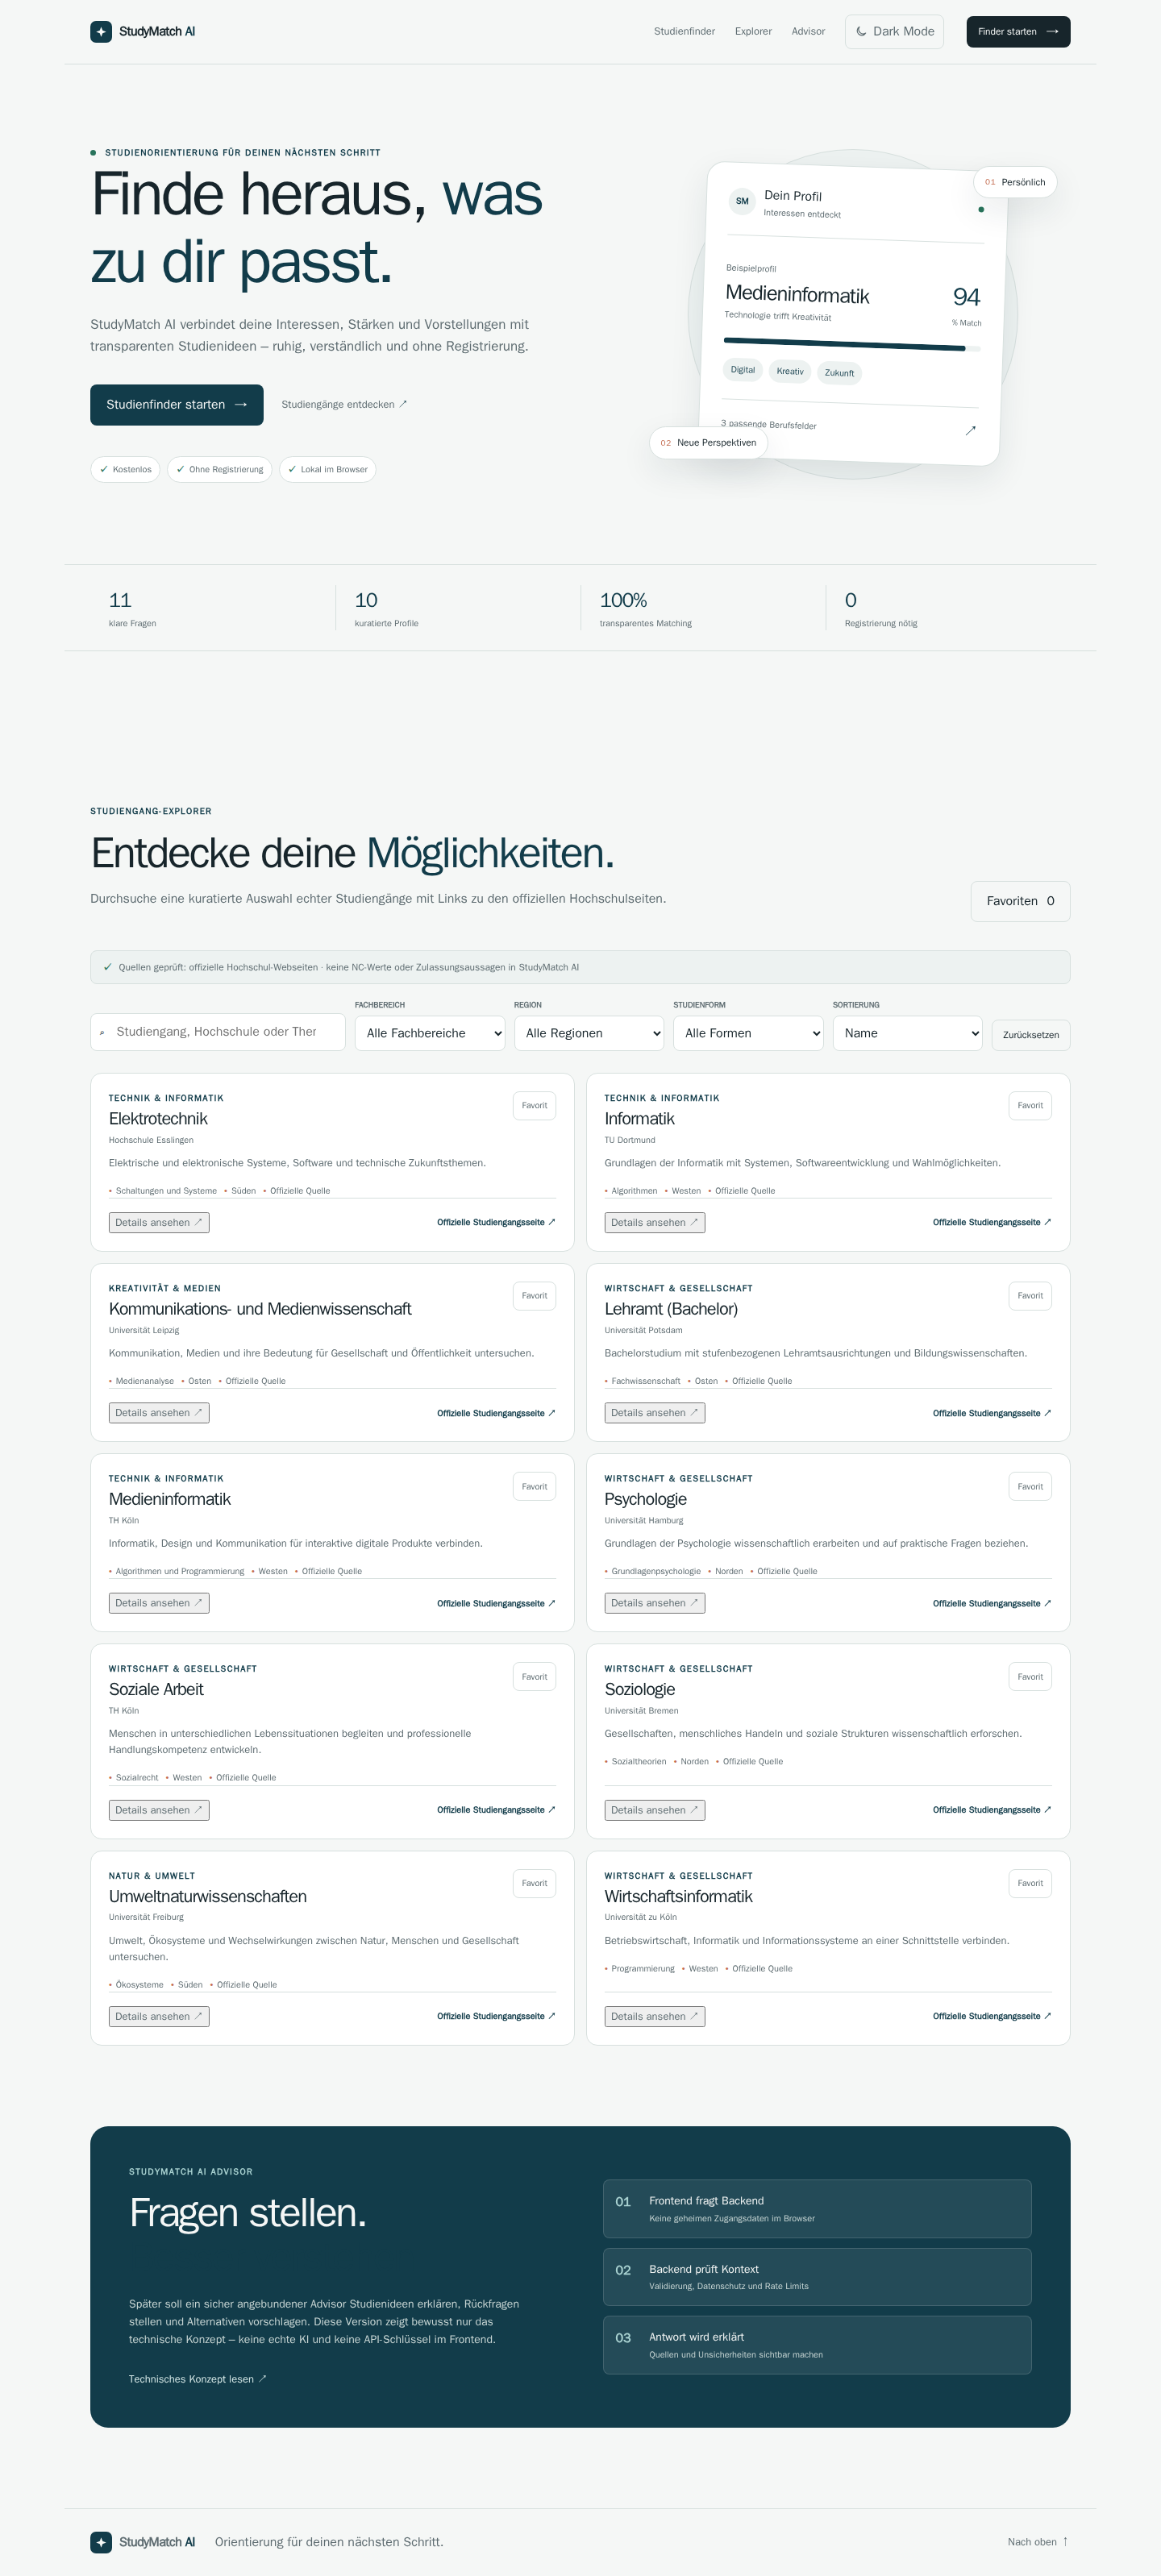 StudyMatch AI
Studienfinder
Explorer
Advisor
Dark Mode
Finder starten →
STUDIENORIENTIERUNG FÜR DEINEN NÄCHSTEN SCHRITT
Finde heraus, was
zu dir passt.
StudyMatch AI verbindet deine Interessen, Stärken und Vorstellungen mit
transparenten Studienideen – ruhig, verständlich und ohne Registrierung.
Studienfinder starten →
Studiengänge entdecken ↗
✓ Kostenlos
✓ Ohne Registrierung
✓ Lokal im Browser
01 Persönlich
SM
Dein Profil
Interessen entdeckt
Beispielprofil
Medieninformatik
Technologie trifft Kreativität
94
% Match
Digital
Kreativ
Zukunft
3 passende Berufsfelder
↗
02 Neue Perspektiven
11
klare Fragen
10
kuratierte Profile
100%
transparentes Matching
0
Registrierung nötig
STUDIENGANG-EXPLORER
Entdecke deine Möglichkeiten.
Durchsuche eine kuratierte Auswahl echter Studiengänge mit Links zu den offiziellen Hochschulseiten.
Favoriten 0
✓ Quellen geprüft: offizielle Hochschul-Webseiten · keine NC-Werte oder Zulassungsaussagen in StudyMatch AI
Studiengang, Hochschule oder Ther
FACHBEREICH
Alle Fachbereiche
REGION
Alle Regionen
STUDIENFORM
Alle Formen
SORTIERUNG
Name
Zurücksetzen
TECHNIK & INFORMATIK
Elektrotechnik
Favorit
Hochschule Esslingen
Elektrische und elektronische Systeme, Software und technische Zukunftsthemen.
• Schaltungen und Systeme • Süden • Offizielle Quelle
Details ansehen ↗
Offizielle Studiengangsseite ↗
TECHNIK & INFORMATIK
Informatik
Favorit
TU Dortmund
Grundlagen der Informatik mit Systemen, Softwareentwicklung und Wahlmöglichkeiten.
• Algorithmen • Westen • Offizielle Quelle
Details ansehen ↗
Offizielle Studiengangsseite ↗
KREATIVITÄT & MEDIEN
Kommunikations- und Medienwissenschaft
Favorit
Universität Leipzig
Kommunikation, Medien und ihre Bedeutung für Gesellschaft und Öffentlichkeit untersuchen.
• Medienanalyse • Osten • Offizielle Quelle
Details ansehen ↗
Offizielle Studiengangsseite ↗
WIRTSCHAFT & GESELLSCHAFT
Lehramt (Bachelor)
Favorit
Universität Potsdam
Bachelorstudium mit stufenbezogenen Lehramtsausrichtungen und Bildungswissenschaften.
• Fachwissenschaft • Osten • Offizielle Quelle
Details ansehen ↗
Offizielle Studiengangsseite ↗
TECHNIK & INFORMATIK
Medieninformatik
Favorit
TH Köln
Informatik, Design und Kommunikation für interaktive digitale Produkte verbinden.
• Algorithmen und Programmierung • Westen • Offizielle Quelle
Details ansehen ↗
Offizielle Studiengangsseite ↗
WIRTSCHAFT & GESELLSCHAFT
Psychologie
Favorit
Universität Hamburg
Grundlagen der Psychologie wissenschaftlich erarbeiten und auf praktische Fragen beziehen.
• Grundlagenpsychologie • Norden • Offizielle Quelle
Details ansehen ↗
Offizielle Studiengangsseite ↗
WIRTSCHAFT & GESELLSCHAFT
Soziale Arbeit
Favorit
TH Köln
Menschen in unterschiedlichen Lebenssituationen begleiten und professionelle
Handlungskompetenz entwickeln.
• Sozialrecht • Westen • Offizielle Quelle
Details ansehen ↗
Offizielle Studiengangsseite ↗
WIRTSCHAFT & GESELLSCHAFT
Soziologie
Favorit
Universität Bremen
Gesellschaften, menschliches Handeln und soziale Strukturen wissenschaftlich erforschen.
• Sozialtheorien • Norden • Offizielle Quelle
Details ansehen ↗
Offizielle Studiengangsseite ↗
NATUR & UMWELT
Umweltnaturwissenschaften
Favorit
Universität Freiburg
Umwelt, Ökosysteme und Wechselwirkungen zwischen Natur, Menschen und Gesellschaft
untersuchen.
• Ökosysteme • Süden • Offizielle Quelle
Details ansehen ↗
Offizielle Studiengangsseite ↗
WIRTSCHAFT & GESELLSCHAFT
Wirtschaftsinformatik
Favorit
Universität zu Köln
Betriebswirtschaft, Informatik und Informationssysteme an einer Schnittstelle verbinden.
• Programmierung • Westen • Offizielle Quelle
Details ansehen ↗
Offizielle Studiengangsseite ↗
STUDYMATCH AI ADVISOR
Fragen stellen.
Später soll ein sicher angebundener Advisor Studienideen erklären, Rückfragen
stellen und Alternativen vorschlagen. Diese Version zeigt bewusst nur das
technische Konzept – keine echte KI und keine API-Schlüssel im Frontend.
Technisches Konzept lesen ↗
01
Frontend fragt Backend
Keine geheimen Zugangsdaten im Browser
02
Backend prüft Kontext
Validierung, Datenschutz und Rate Limits
03
Antwort wird erklärt
Quellen und Unsicherheiten sichtbar machen
StudyMatch AI
Orientierung für deinen nächsten Schritt.
Nach oben ↑